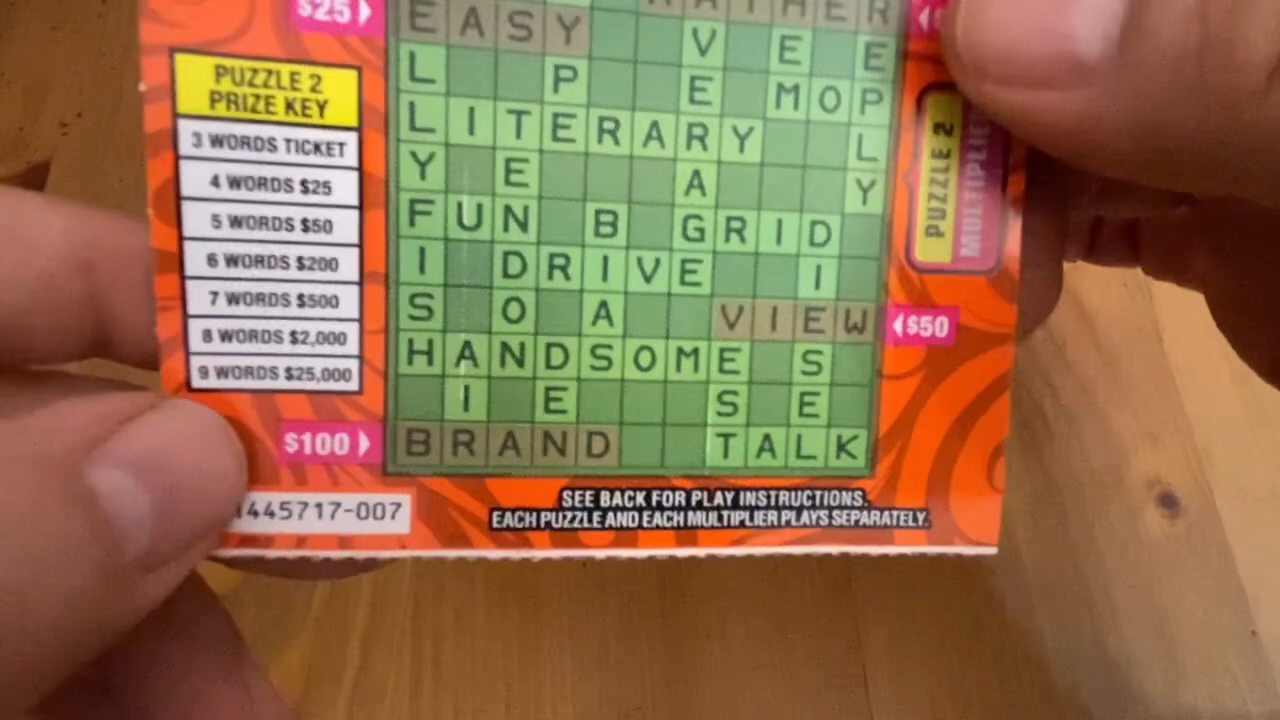 $25
RATHER
EASY
V E E
L P E MOP
LITERARY L
Y E A Y
FUN B GRID
I DRIVE I
S O A VIEW
HANDSOME S
I E S E
BRAND TALK
PUZZLE 2
PRIZE KEY
3 WORDS TICKET
4 WORDS $25
5 WORDS $50
6 WORDS $200
7 WORDS $500
8 WORDS $2,000
9 WORDS $25,000
PUZZLE 2
$50
$100
445717-007
SEE BACK FOR PLAY INSTRUCTIONS.
EACH PUZZLE AND EACH MULTIPLIER PLAYS SEPARATELY.